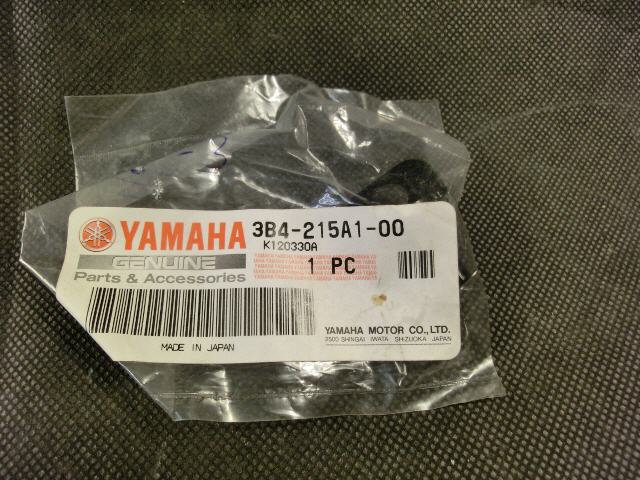 -3
YAMAHA 3B4-215A1-00
K120330A
GENUINE
Parts & Accessories
1 PC
YAMAHA MOTOR CO.,LTD.
2500 SHINGAI IWATA SHIZUOKA JAPAN
MADE IN JAPAN